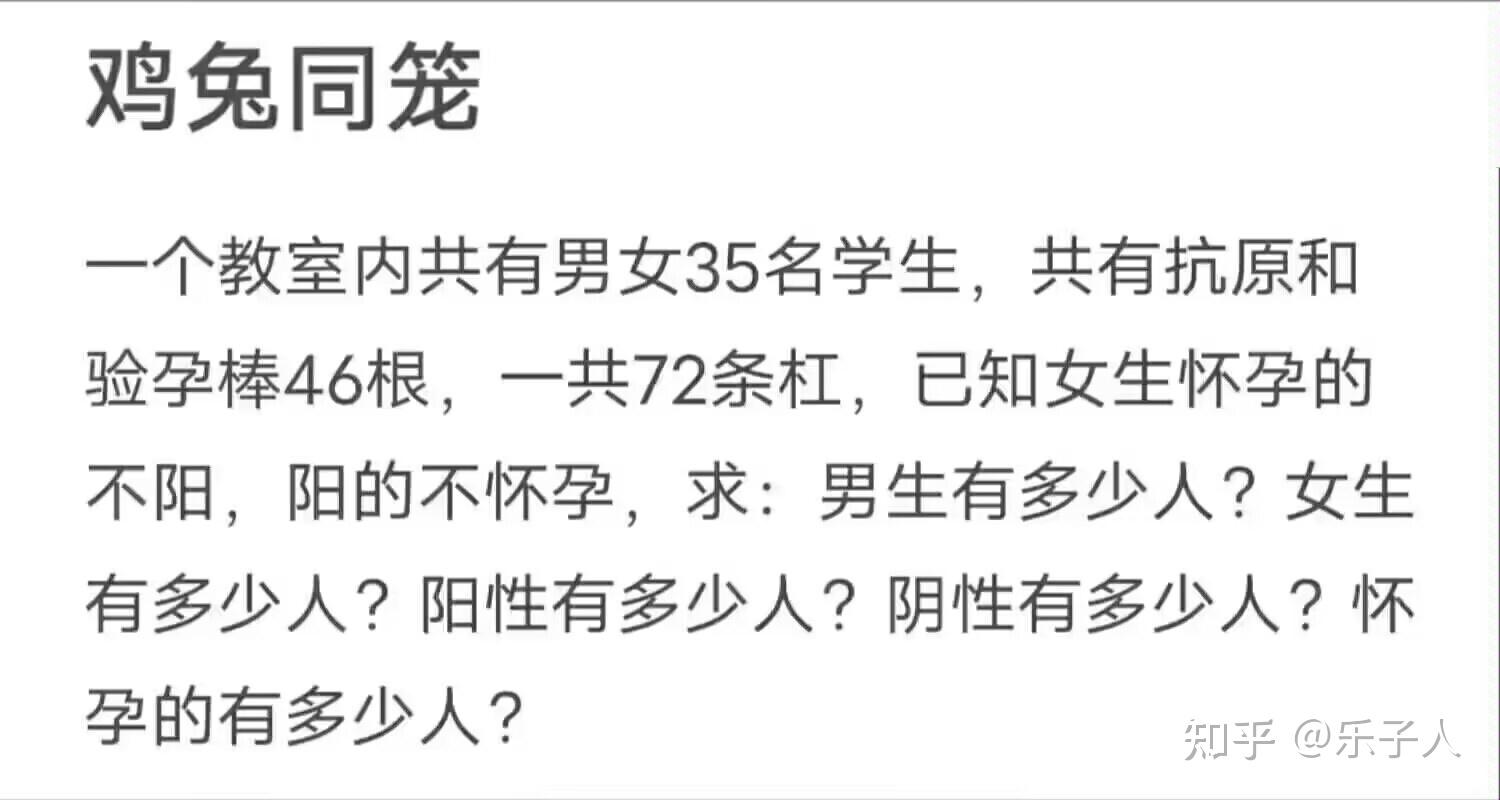 鸡兔同笼
一个教室内共有男女35名学生，共有抗原和
验孕棒46根，一共72条杠，已知女生怀孕的
不阳，阳的不怀孕，求：男生有多少人？女生
有多少人？阳性有多少人？阴性有多少人？怀
孕的有多少人？
知乎 @乐子人